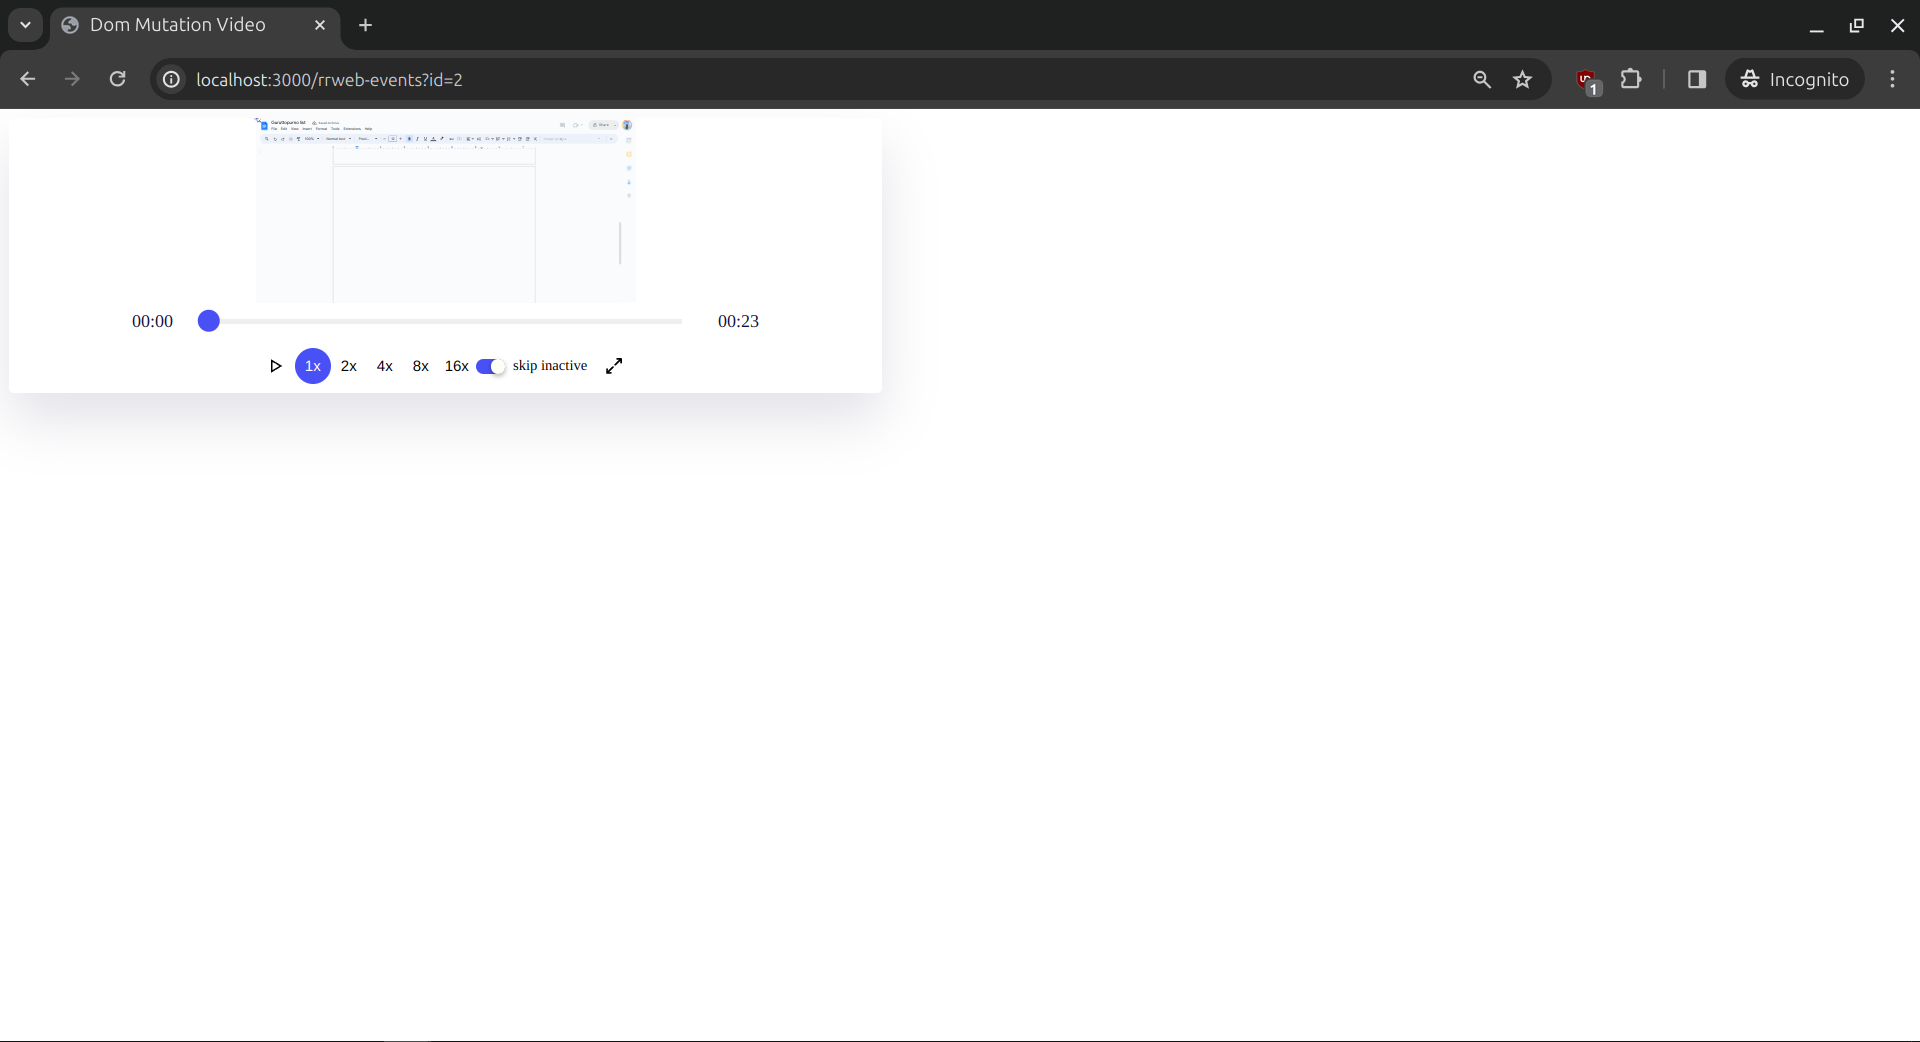 Dom Mutation Video
localhost:3000/rrweb-events?id=2
1
Incognito
Share
File Edit View Insert Format Tools Extensions Help
00:00
00:23
1x 2x 4x 8x 16x skip inactive